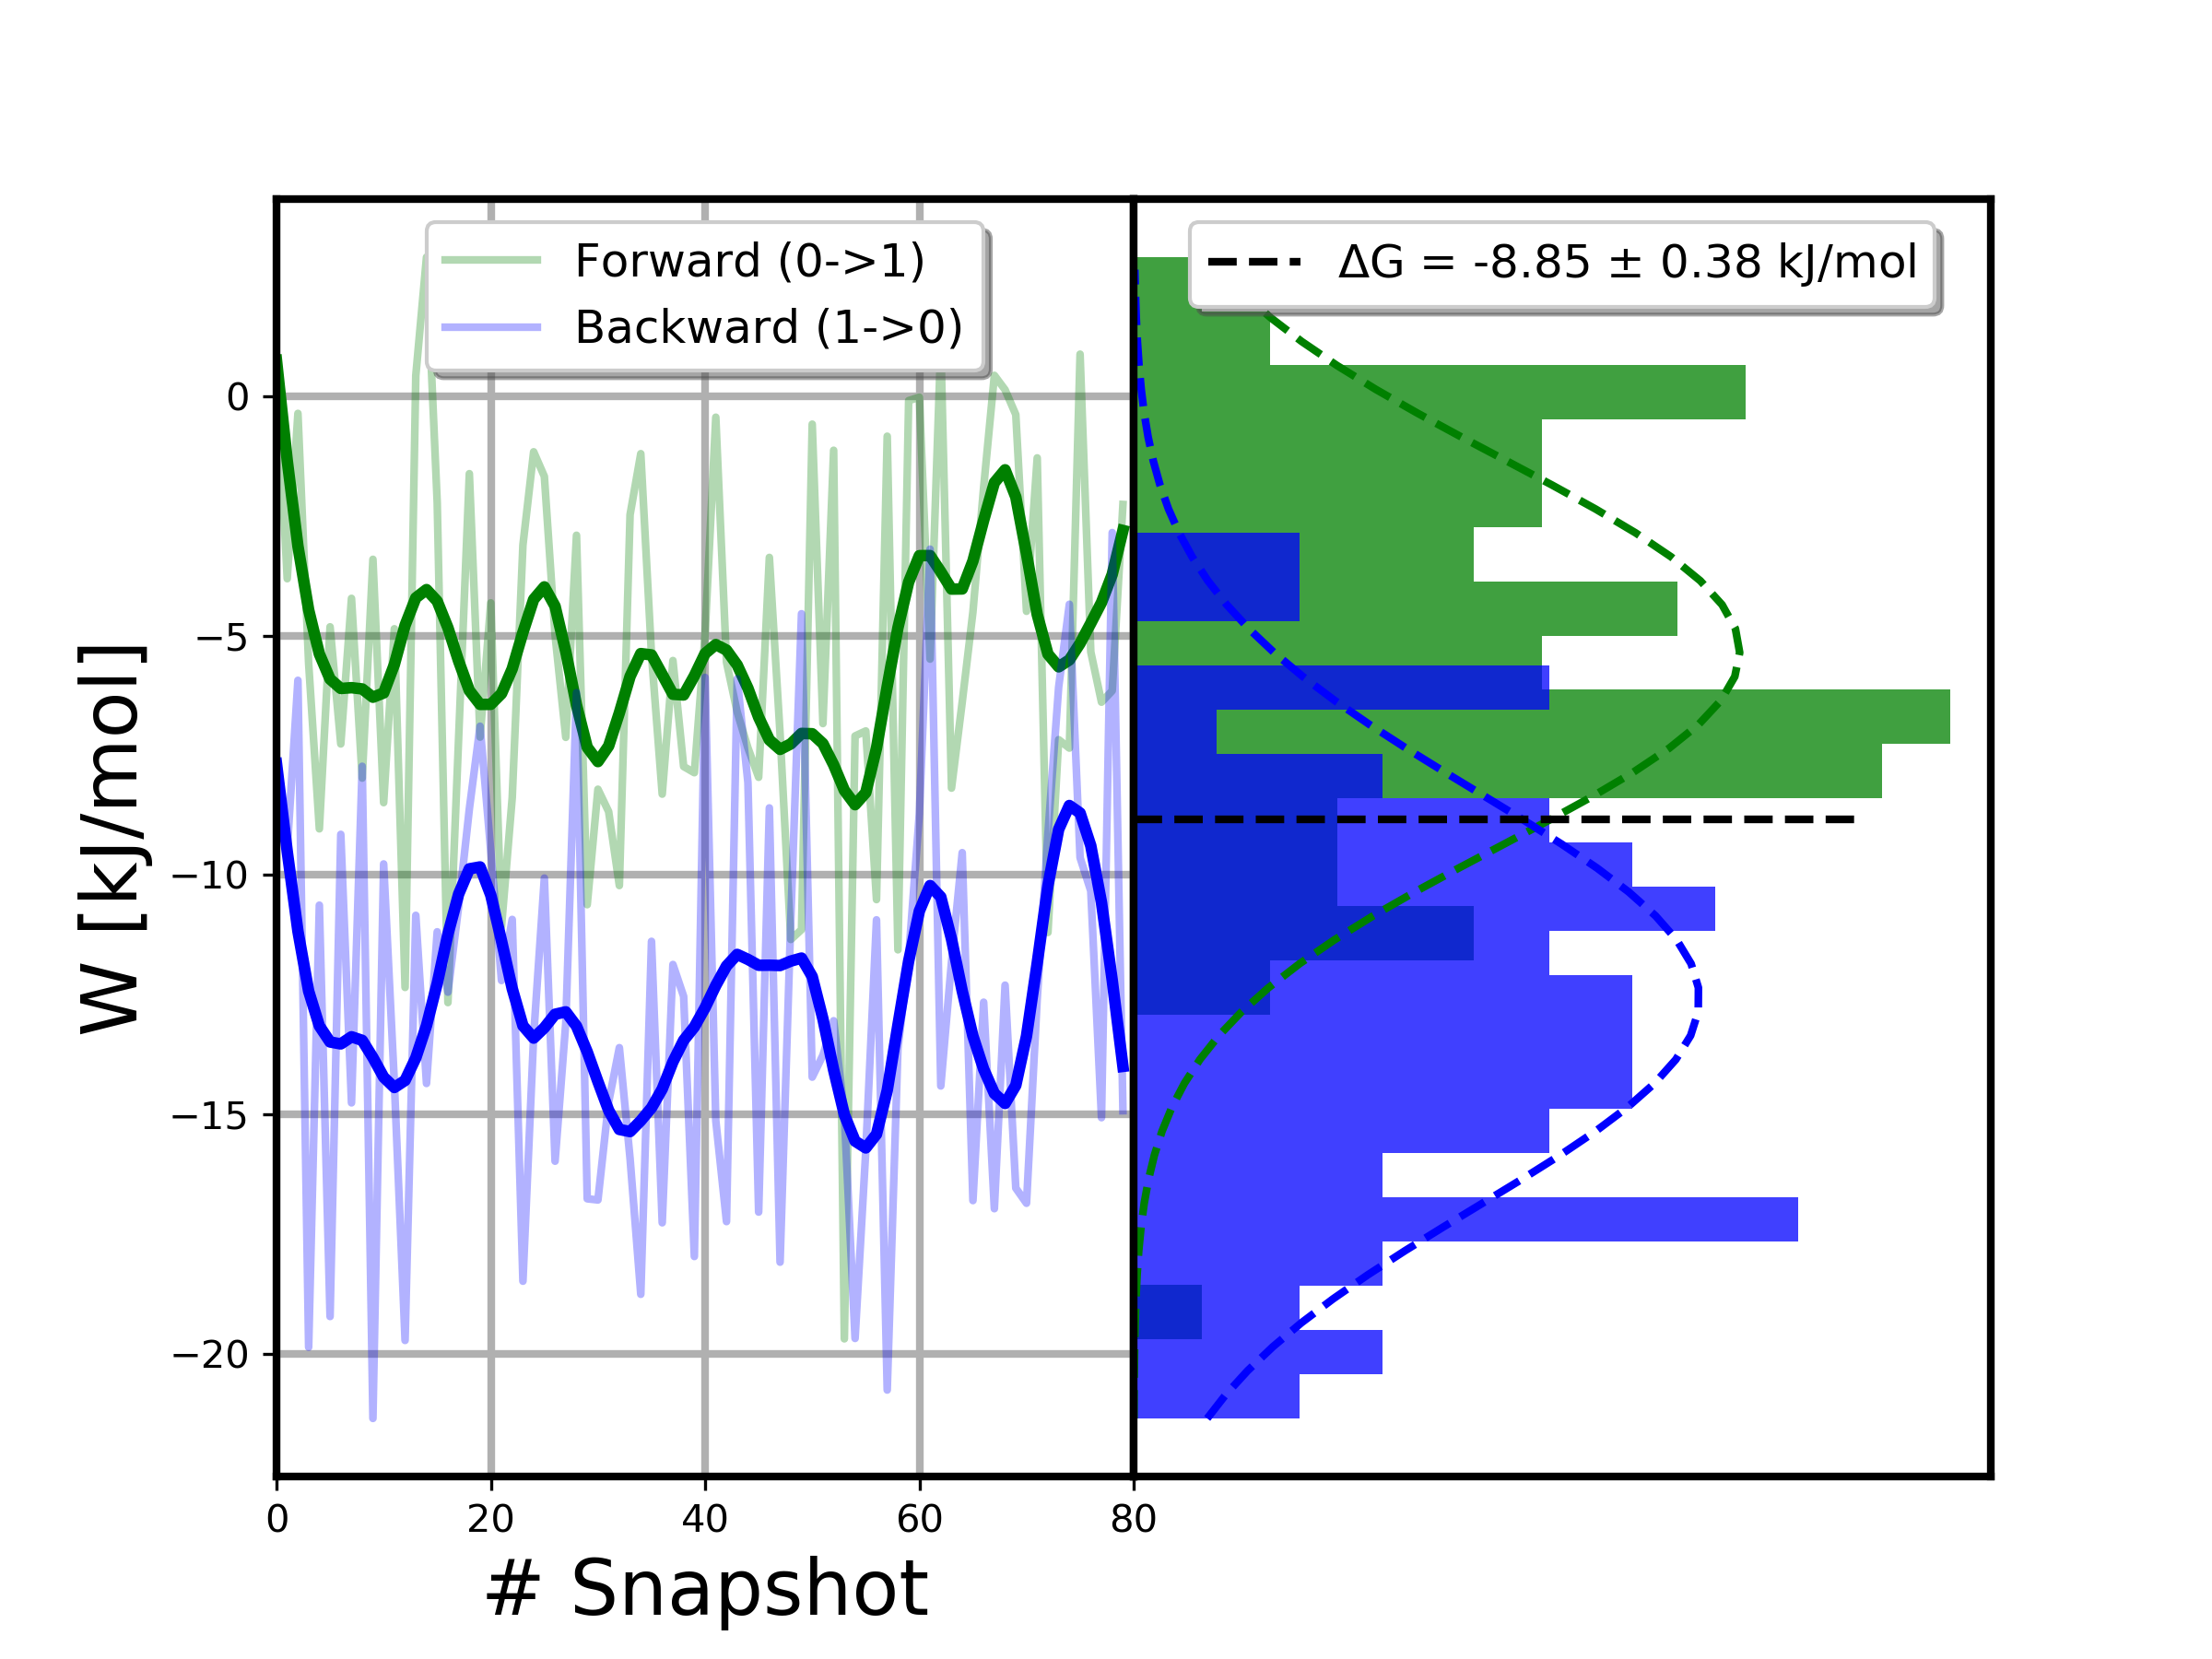 Forward (0->1)
Backward (1->0)
ΔG = -8.85 ± 0.38 kJ/mol
W [kJ/mol]
0
−5
−10
−15
−20
0 20 40 60 80
# Snapshot